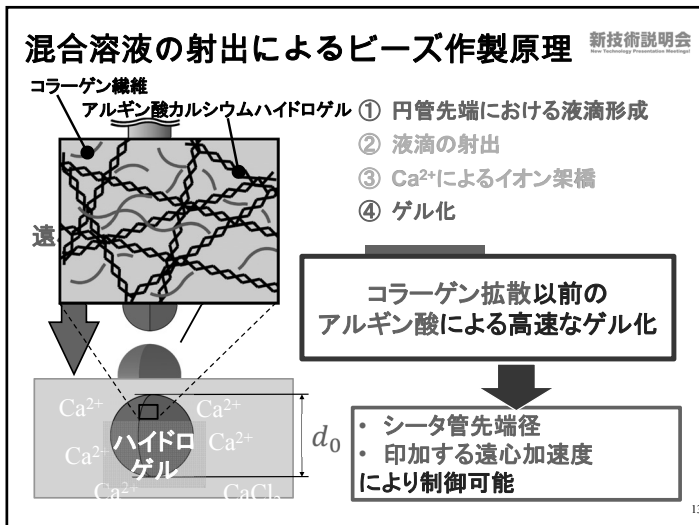 混合溶液の射出によるビーズ作製原理
新技術説明会
New Technology Presentation Meetings!
コラーゲン繊維
アルギン酸カルシウムハイドロゲル
① 円管先端における液滴形成
② 液滴の射出
③ Ca²⁺によるイオン架橋
④ ゲル化
遠
コラーゲン拡散以前の
アルギン酸による高速なゲル化
Ca²⁺
Ca²⁺
Ca²⁺
Ca²⁺
Ca²⁺
ハイドロ
ゲル
d₀
CaCl₂
・ シータ管先端径
・ 印加する遠心加速度
により制御可能